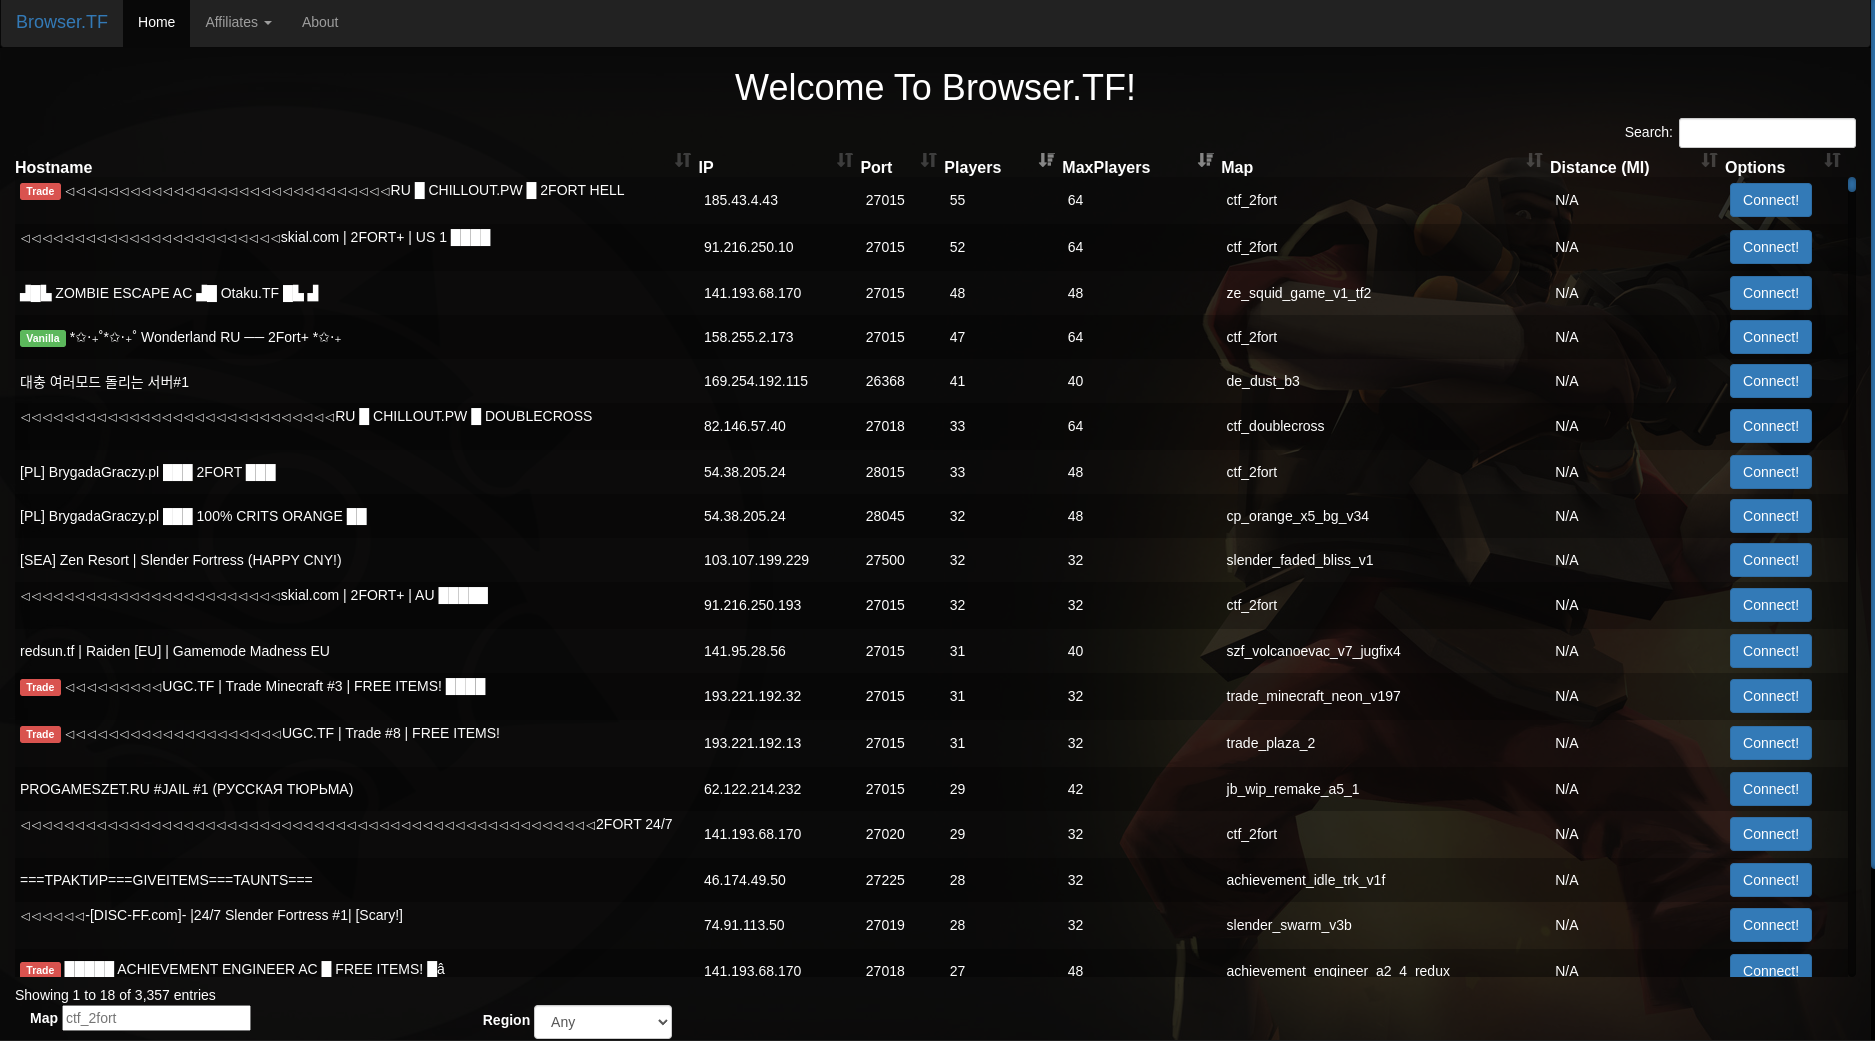 Browser.TF Home Affiliates About
Welcome To Browser.TF!
Search:
Hostname IP Port Players MaxPlayers Map Distance (MI) Options
Trade ◁◁◁◁◁◁◁◁◁◁◁◁◁◁◁◁◁◁◁◁◁◁◁◁◁◁◁◁◁◁RU █ CHILLOUT.PW █ 2FORT HELL 185.43.4.43 27015 55 64 ctf_2fort N/A Connect!
◁◁◁◁◁◁◁◁◁◁◁◁◁◁◁◁◁◁◁◁◁◁◁◁skial.com | 2FORT+ | US 1 ████ 91.216.250.10 27015 52 64 ctf_2fort N/A Connect!
▟█▙ ZOMBIE ESCAPE AC ▟█ Otaku.TF █▙ ▟ 141.193.68.170 27015 48 48 ze_squid_game_v1_tf2 N/A Connect!
Vanilla *✩‧₊˚*✩‧₊˚ Wonderland RU ── 2Fort+ *✩‧₊ 158.255.2.173 27015 47 64 ctf_2fort N/A Connect!
대충 여러모드 돌리는 서버#1 169.254.192.115 26368 41 40 de_dust_b3 N/A Connect!
◁◁◁◁◁◁◁◁◁◁◁◁◁◁◁◁◁◁◁◁◁◁◁◁◁◁◁◁◁RU █ CHILLOUT.PW █ DOUBLECROSS 82.146.57.40 27018 33 64 ctf_doublecross N/A Connect!
[PL] BrygadaGraczy.pl ███ 2FORT ███ 54.38.205.24 28015 33 48 ctf_2fort N/A Connect!
[PL] BrygadaGraczy.pl ███ 100% CRITS ORANGE ██ 54.38.205.24 28045 32 48 cp_orange_x5_bg_v34 N/A Connect!
[SEA] Zen Resort | Slender Fortress (HAPPY CNY!) 103.107.199.229 27500 32 32 slender_faded_bliss_v1 N/A Connect!
◁◁◁◁◁◁◁◁◁◁◁◁◁◁◁◁◁◁◁◁◁◁◁◁skial.com | 2FORT+ | AU █████ 91.216.250.193 27015 32 32 ctf_2fort N/A Connect!
redsun.tf | Raiden [EU] | Gamemode Madness EU 141.95.28.56 27015 31 40 szf_volcanoevac_v7_jugfix4 N/A Connect!
Trade ◁◁◁◁◁◁◁◁◁UGC.TF | Trade Minecraft #3 | FREE ITEMS! ████ 193.221.192.32 27015 31 32 trade_minecraft_neon_v197 N/A Connect!
Trade ◁◁◁◁◁◁◁◁◁◁◁◁◁◁◁◁◁◁◁◁UGC.TF | Trade #8 | FREE ITEMS! 193.221.192.13 27015 31 32 trade_plaza_2 N/A Connect!
PROGAMESZET.RU #JAIL #1 (РУССКАЯ ТЮРЬМА) 62.122.214.232 27015 29 42 jb_wip_remake_a5_1 N/A Connect!
◁◁◁◁◁◁◁◁◁◁◁◁◁◁◁◁◁◁◁◁◁◁◁◁◁◁◁◁◁◁◁◁◁◁◁◁◁◁◁◁◁◁◁◁◁◁◁◁◁◁◁◁◁2FORT 24/7 141.193.68.170 27020 29 32 ctf_2fort N/A Connect!
===ТРАКТИР===GIVEITEMS===TAUNTS=== 46.174.49.50 27225 28 32 achievement_idle_trk_v1f N/A Connect!
◁◁◁◁◁◁-[DISC-FF.com]- |24/7 Slender Fortress #1| [Scary!] 74.91.113.50 27019 28 32 slender_swarm_v3b N/A Connect!
Trade █████ ACHIEVEMENT ENGINEER AC █ FREE ITEMS! █â 141.193.68.170 27018 27 48 achievement_engineer_a2_4_redux N/A Connect!
Showing 1 to 18 of 3,357 entries
Map ctf_2fort Region Any